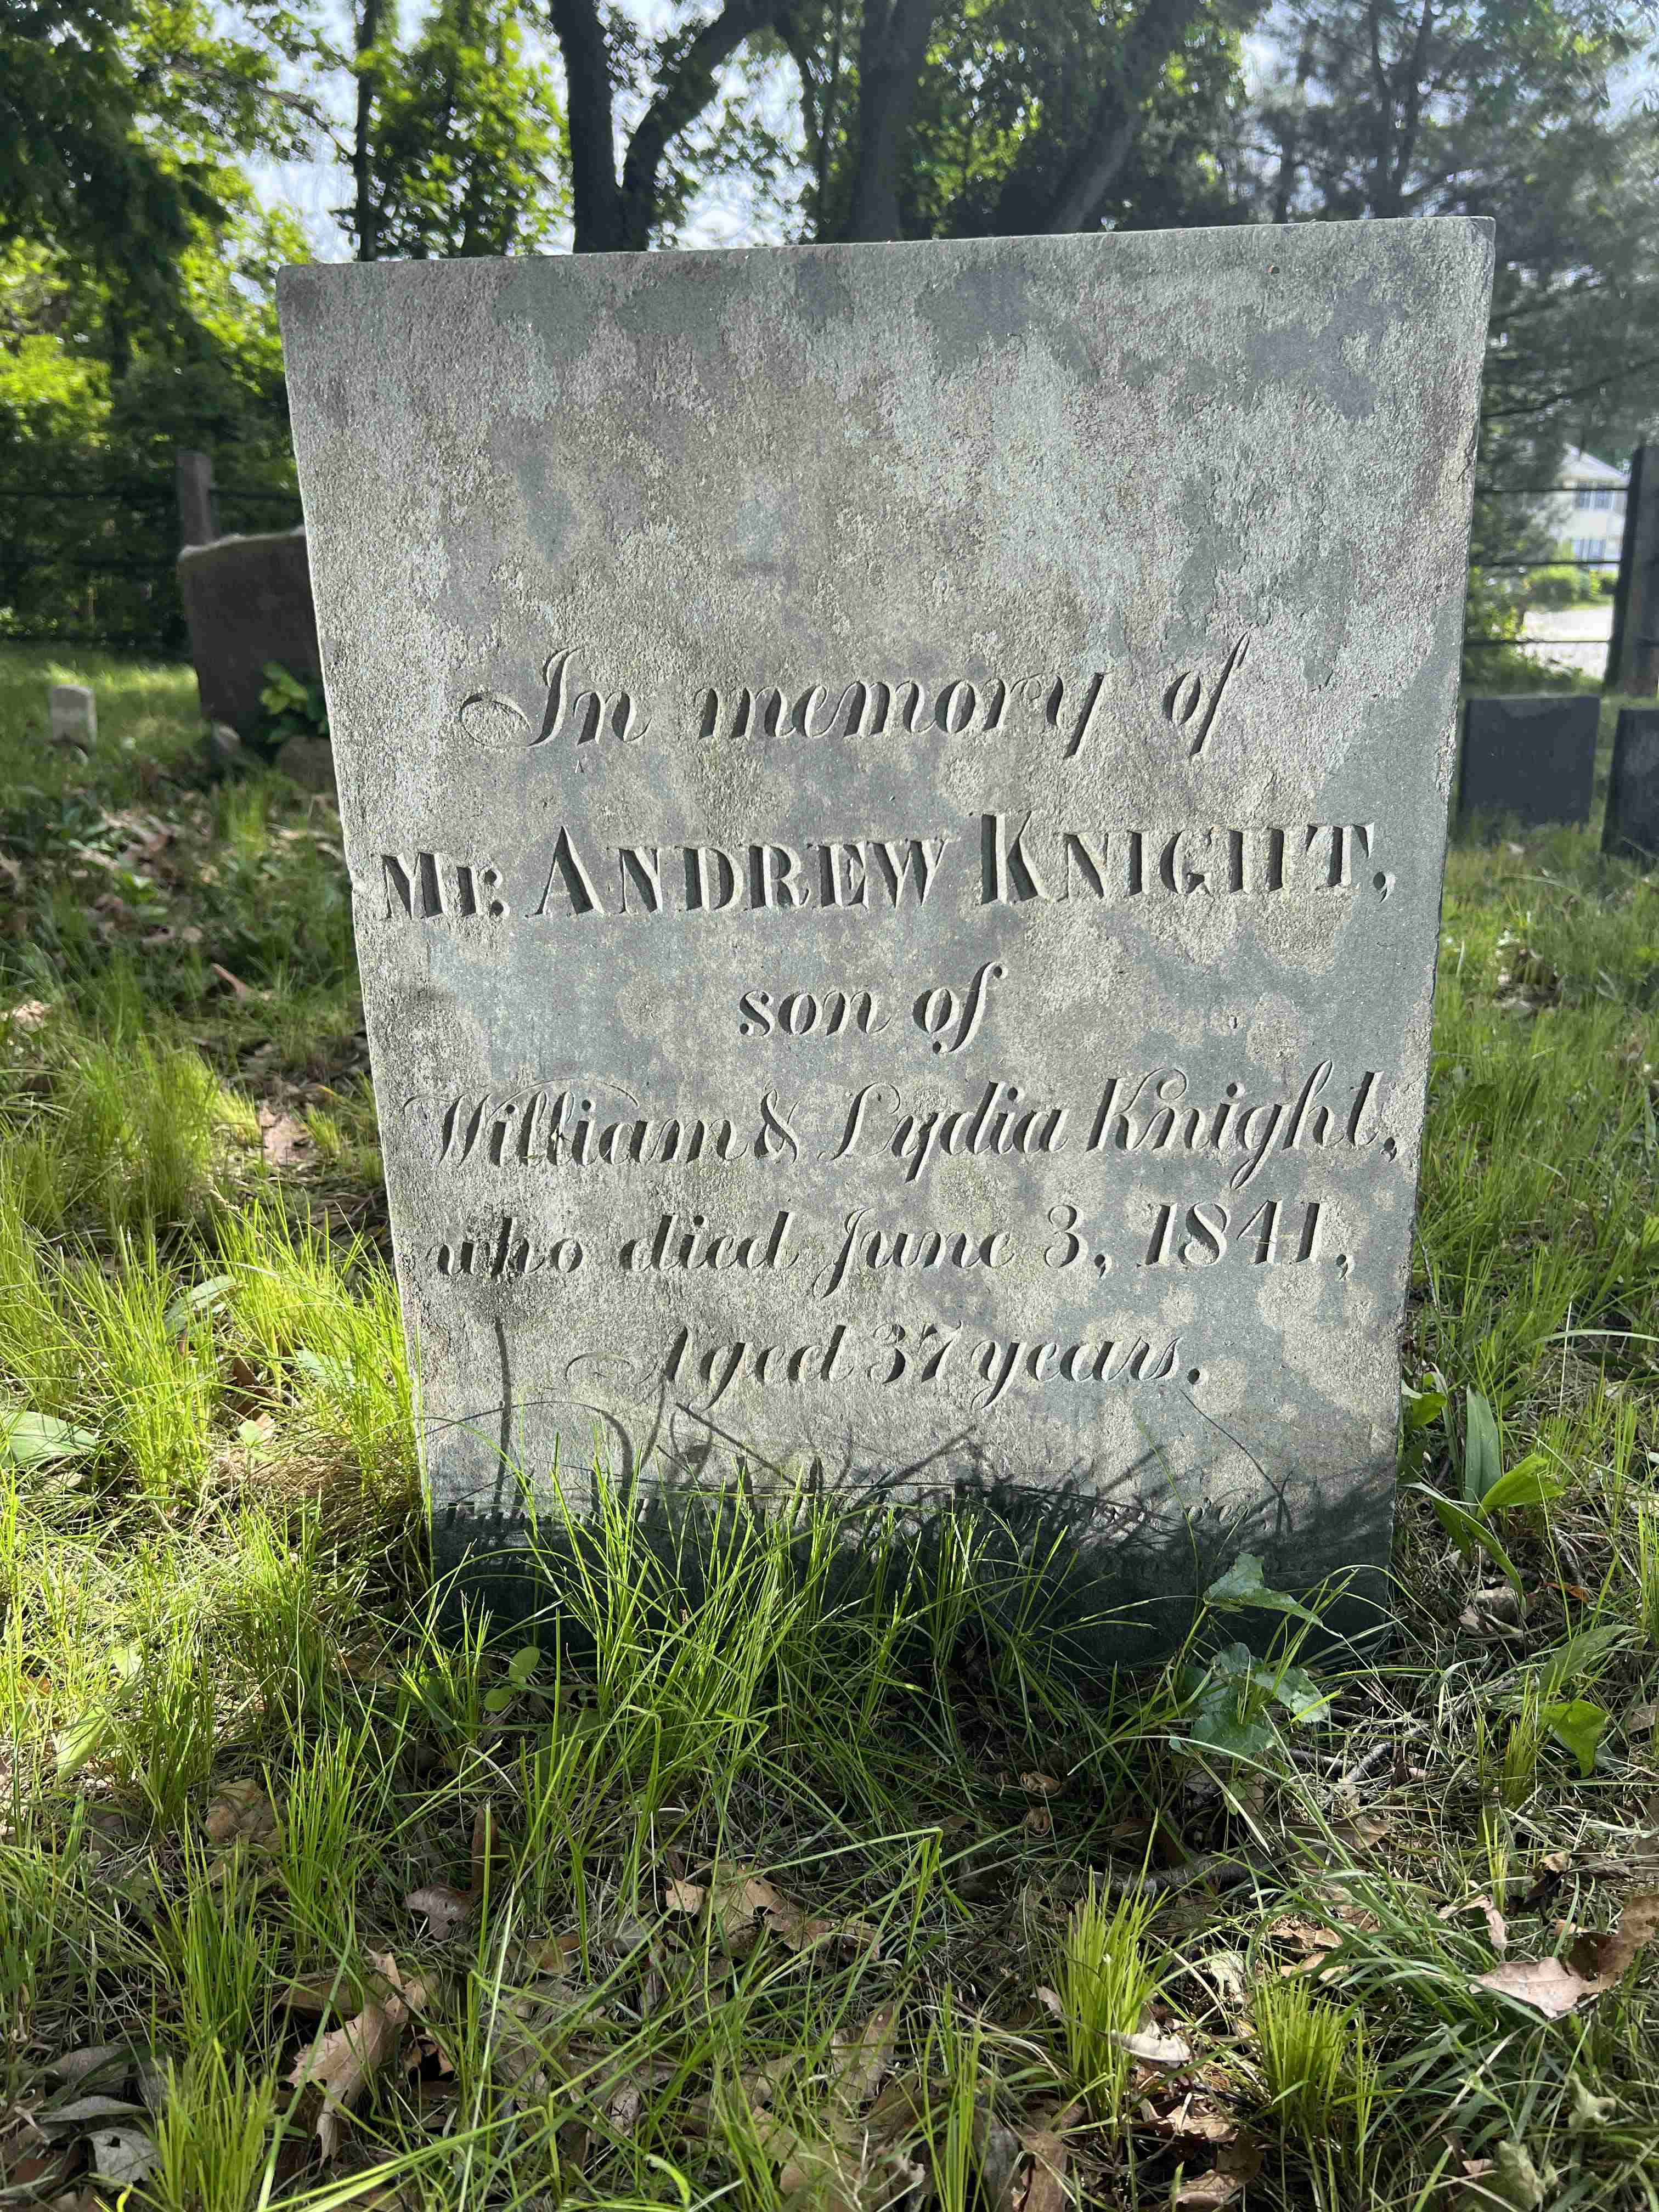 In memory of
Mr. ANDREW KNIGHT,
son of
William & Lydia Knight,
who died June 3, 1841,
Aged 37 years.